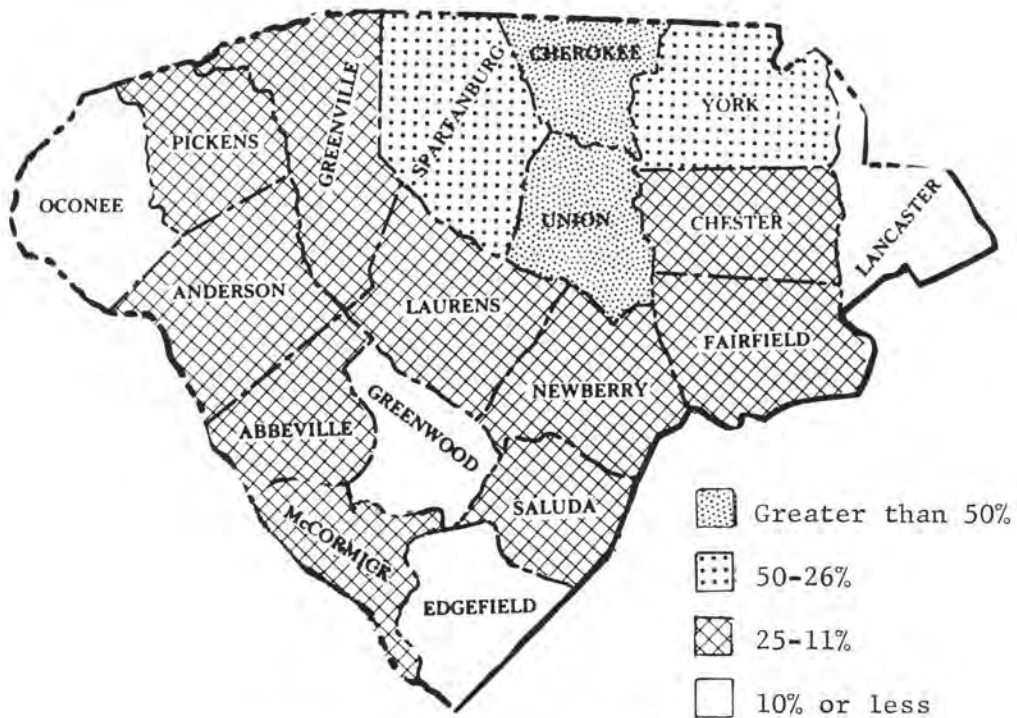 CHEROKEE
SPARTANBURG
YORK
GREENVILLE
PICKENS
OCONEE
UNION
CHESTER
LANCASTER
ANDERSON
LAURENS
FAIRFIELD
NEWBERRY
GREENWOOD
ABBEVILLE
SALUDA
McCORMICK
EDGEFIELD
Greater than 50%
50-26%
25-11%
10% or less